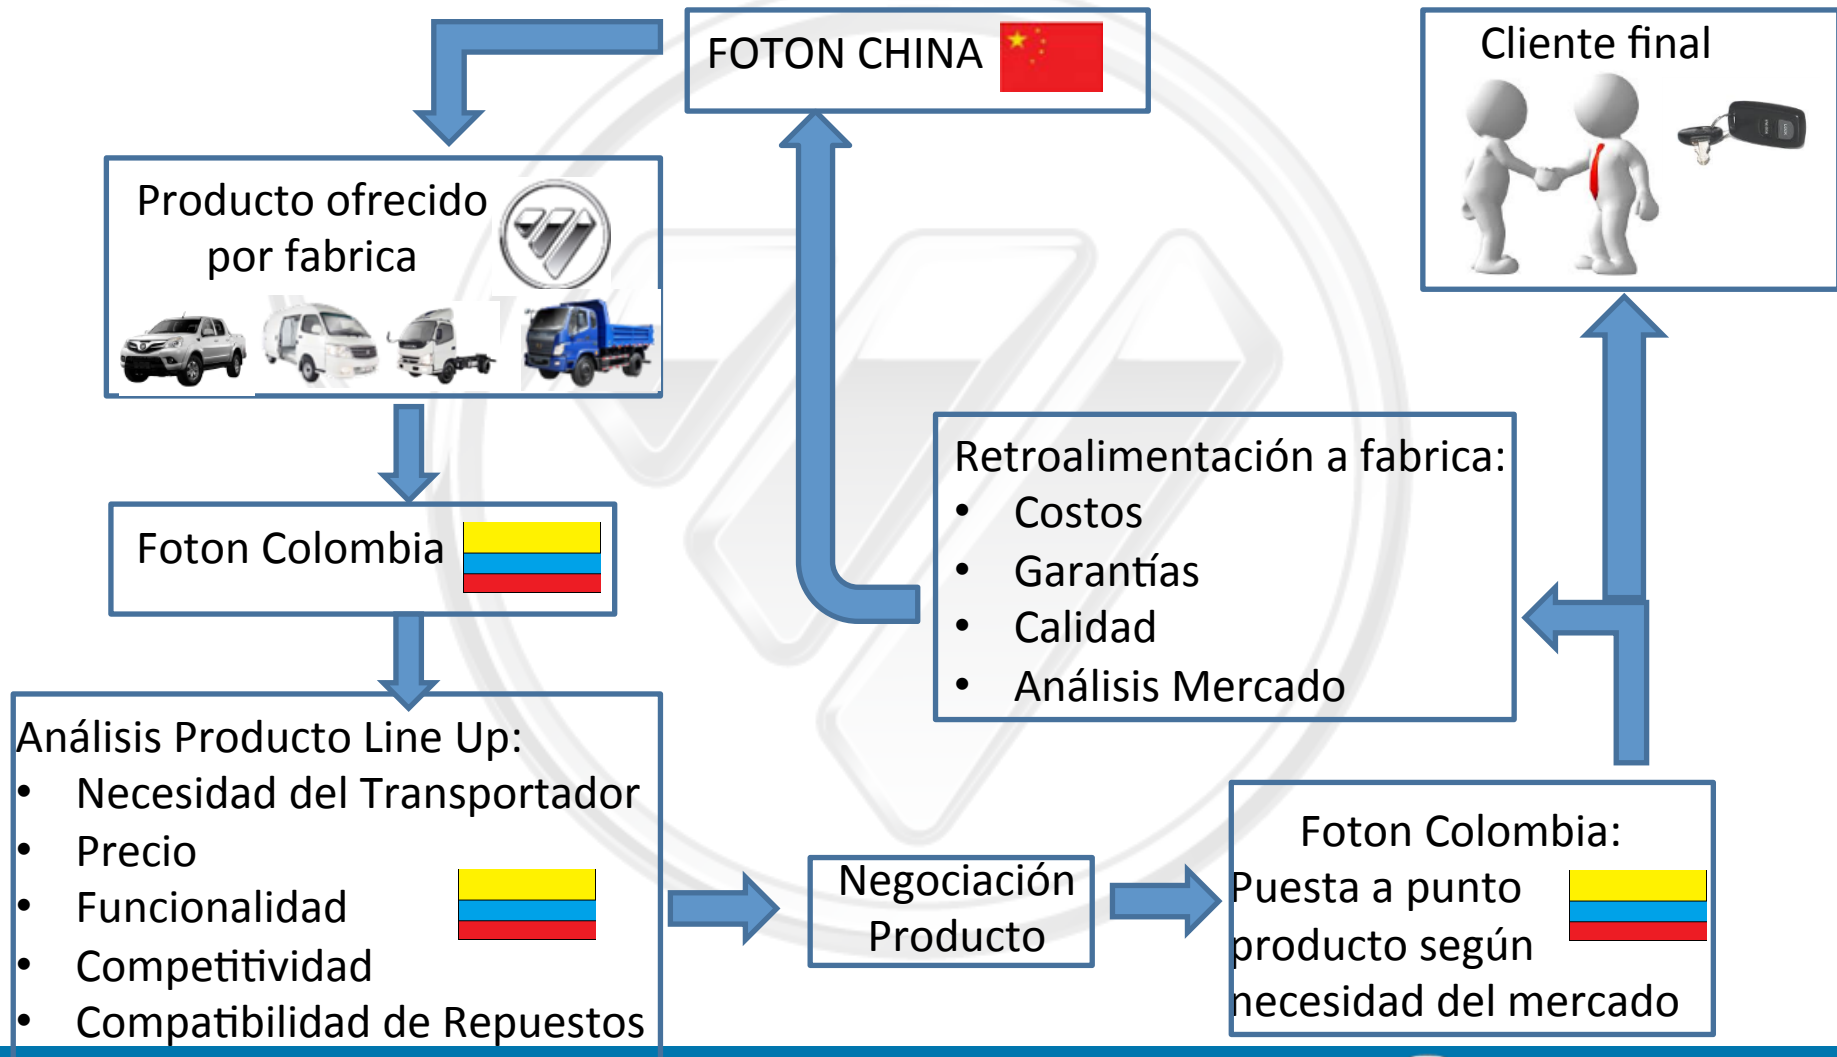 FOTON CHINA
Cliente final
Producto ofrecido
por fabrica
Foton Colombia
Retroalimentación a fabrica:
• Costos
• Garantías
• Calidad
• Análisis Mercado
Análisis Producto Line Up:
• Necesidad del Transportador
• Precio
• Funcionalidad
• Competitividad
• Compatibilidad de Repuestos
Negociación
Producto
Foton Colombia:
Puesta a punto
producto según
necesidad del mercado